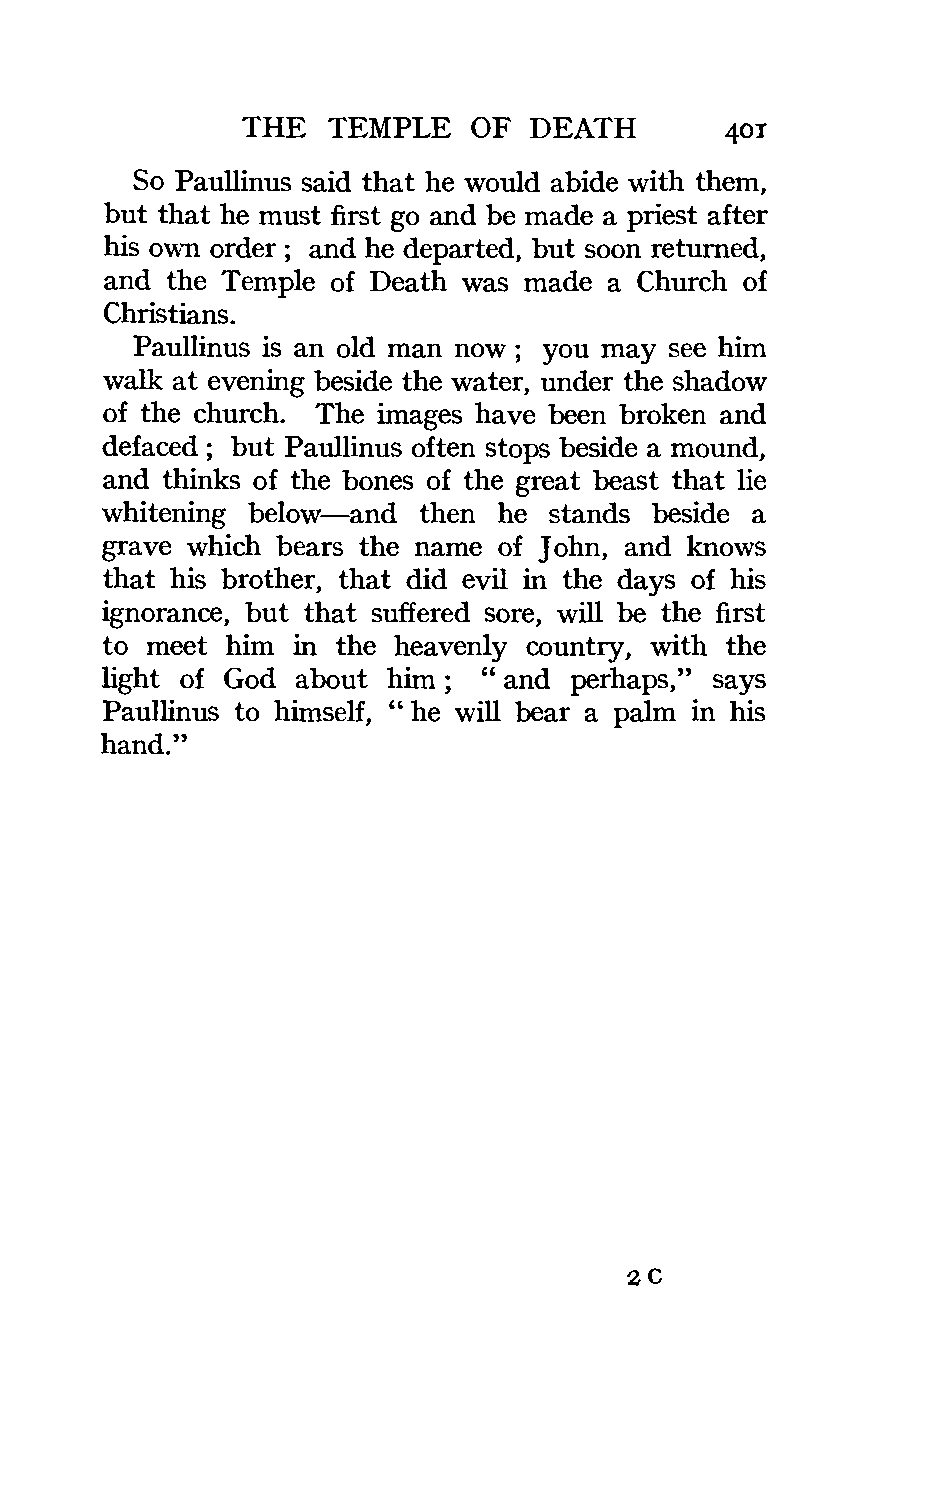 THE TEMPLE OF DEATH 401
So Paullinus said that he would abide with them,
but that he must first go and be made a priest after
his own order ; and he departed, but soon returned,
and the Temple of Death was made a Church of
Christians.
Paullinus is an old man now ; you may see him
walk at evening beside the water, under the shadow
of the church. The images have been broken and
defaced ; but Paullinus often stops beside a mound,
and thinks of the bones of the great beast that lie
whitening below—and then he stands beside a
grave which bears the name of John, and knows
that his brother, that did evil in the days of his
ignorance, but that suffered sore, will be the first
to meet him in the heavenly country, with the
light of God about him ; “ and perhaps,” says
Paullinus to himself, “ he will bear a palm in his
hand.”
2 C